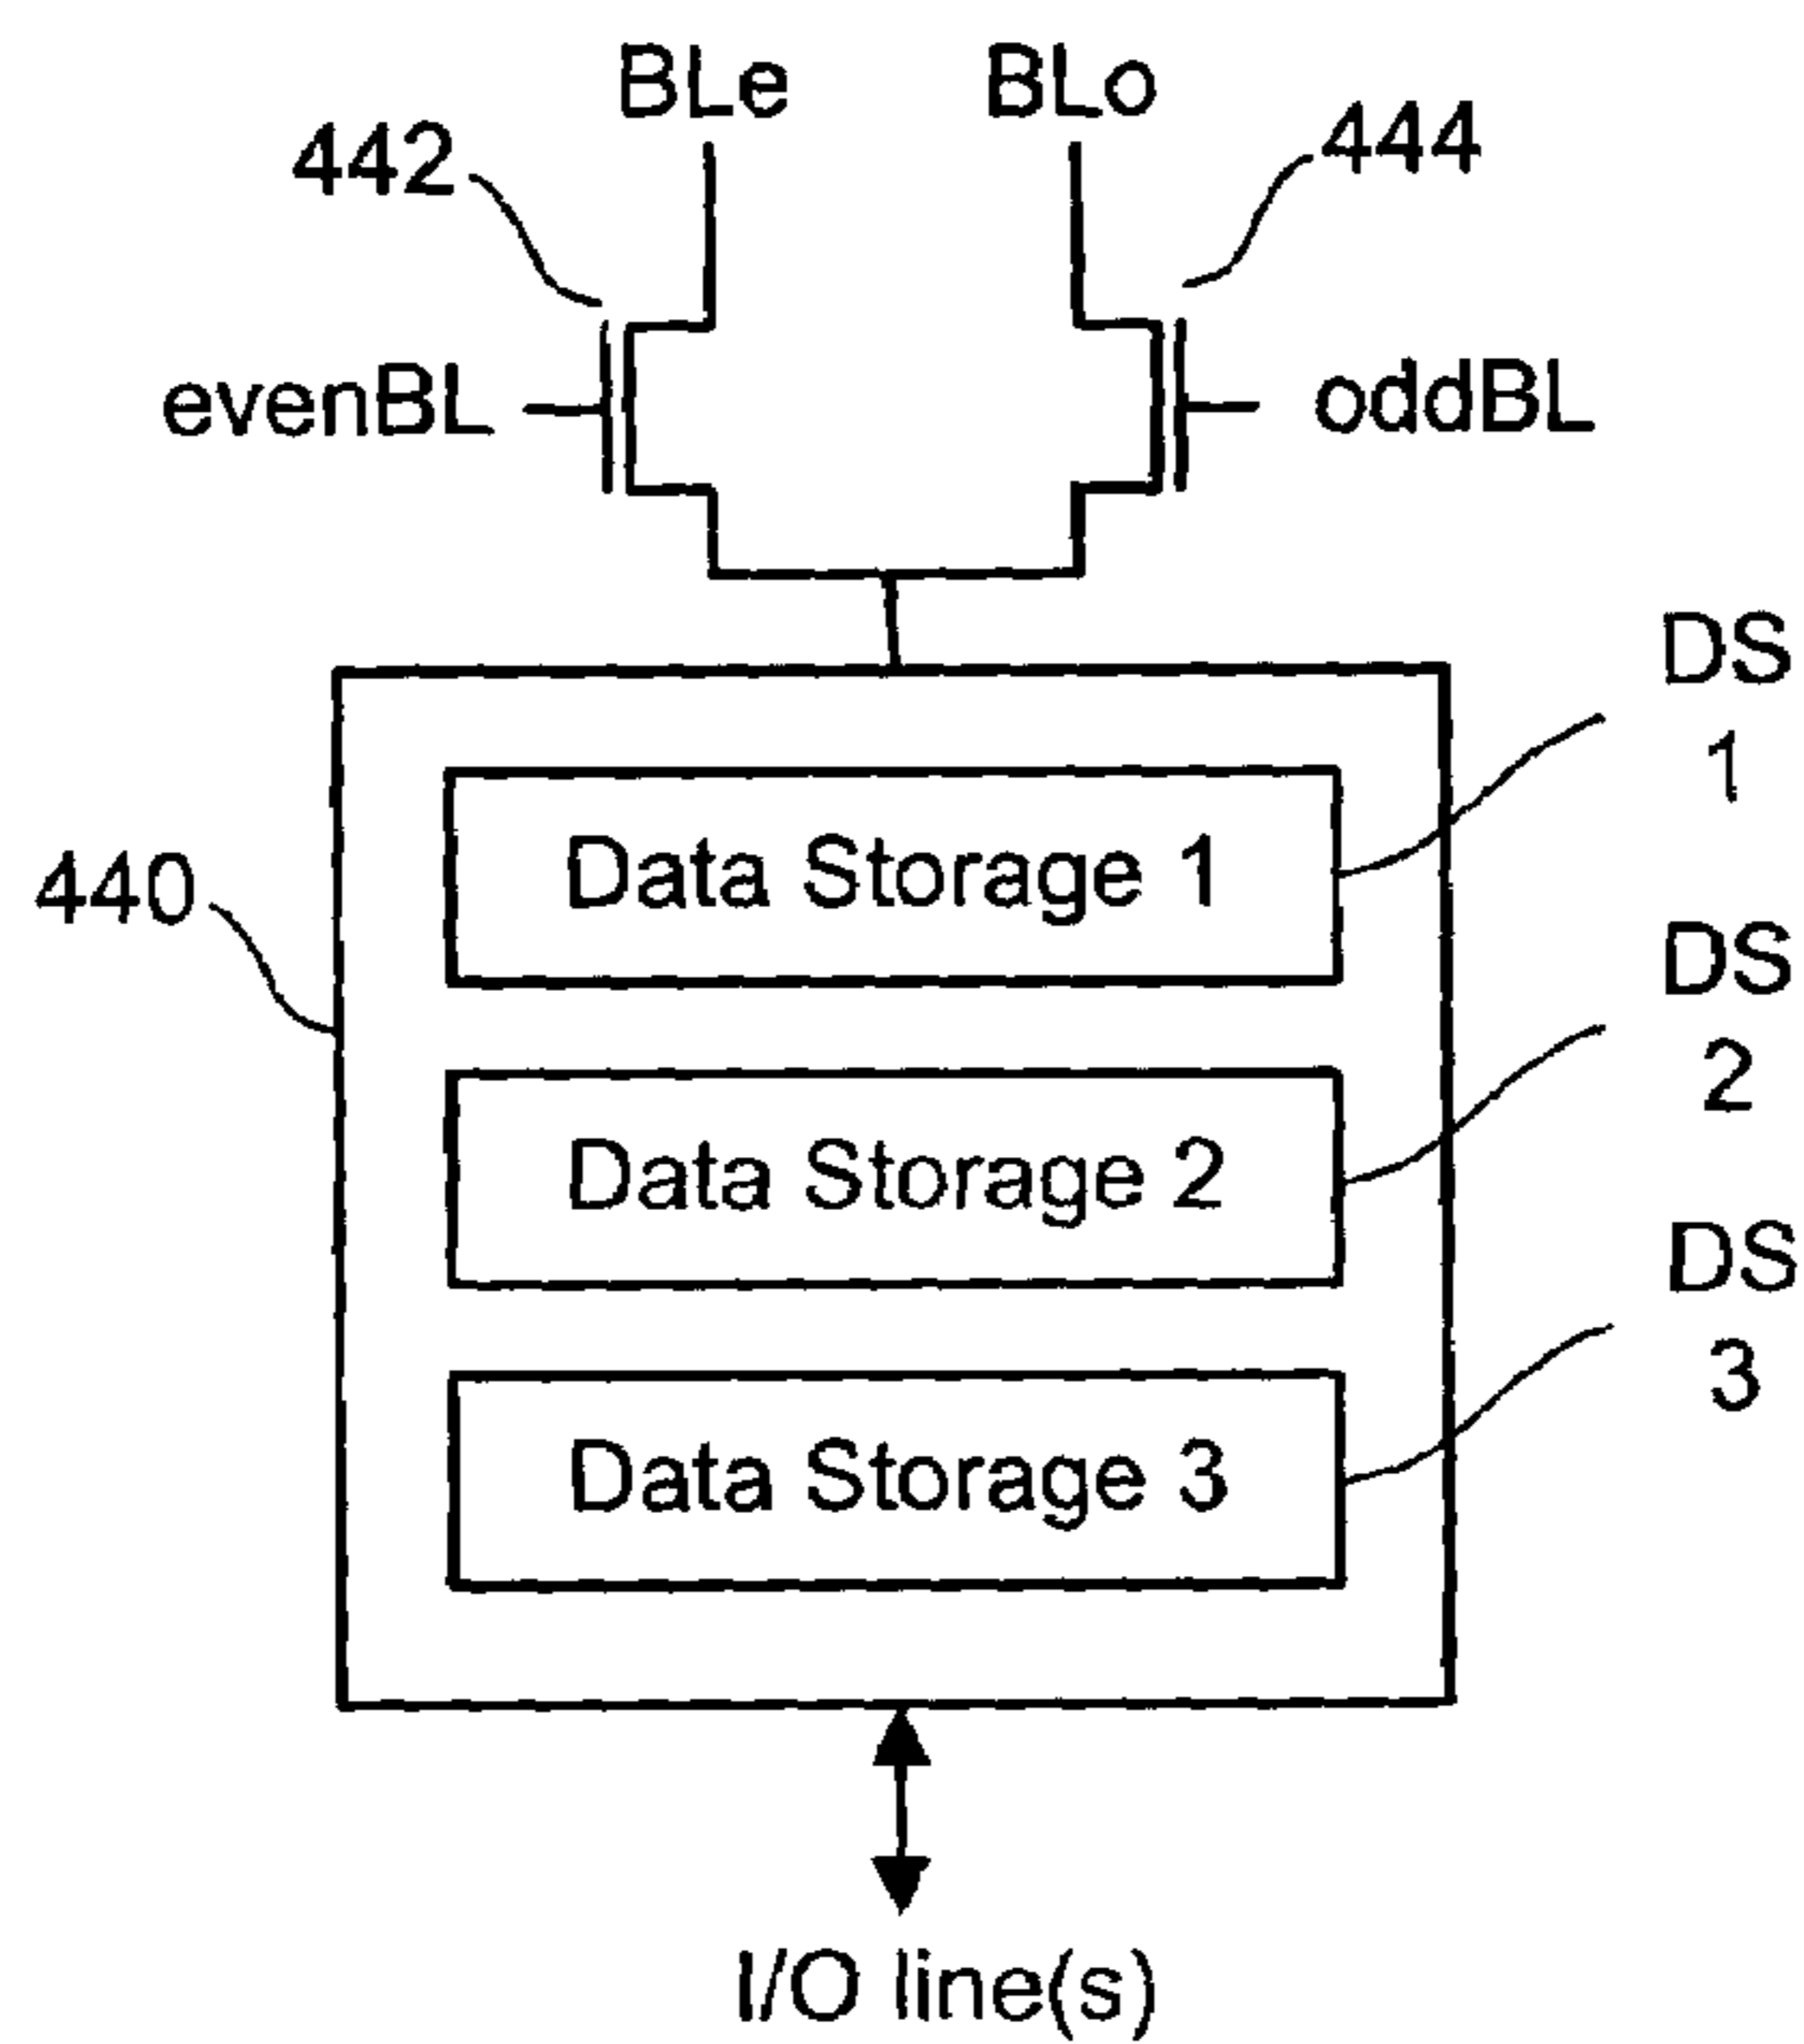 BLe
BLo
442
444
evenBL
oddBL
DS
1
Data Storage 1
440
DS
2
Data Storage 2
DS
3
Data Storage 3
I/O line(s)